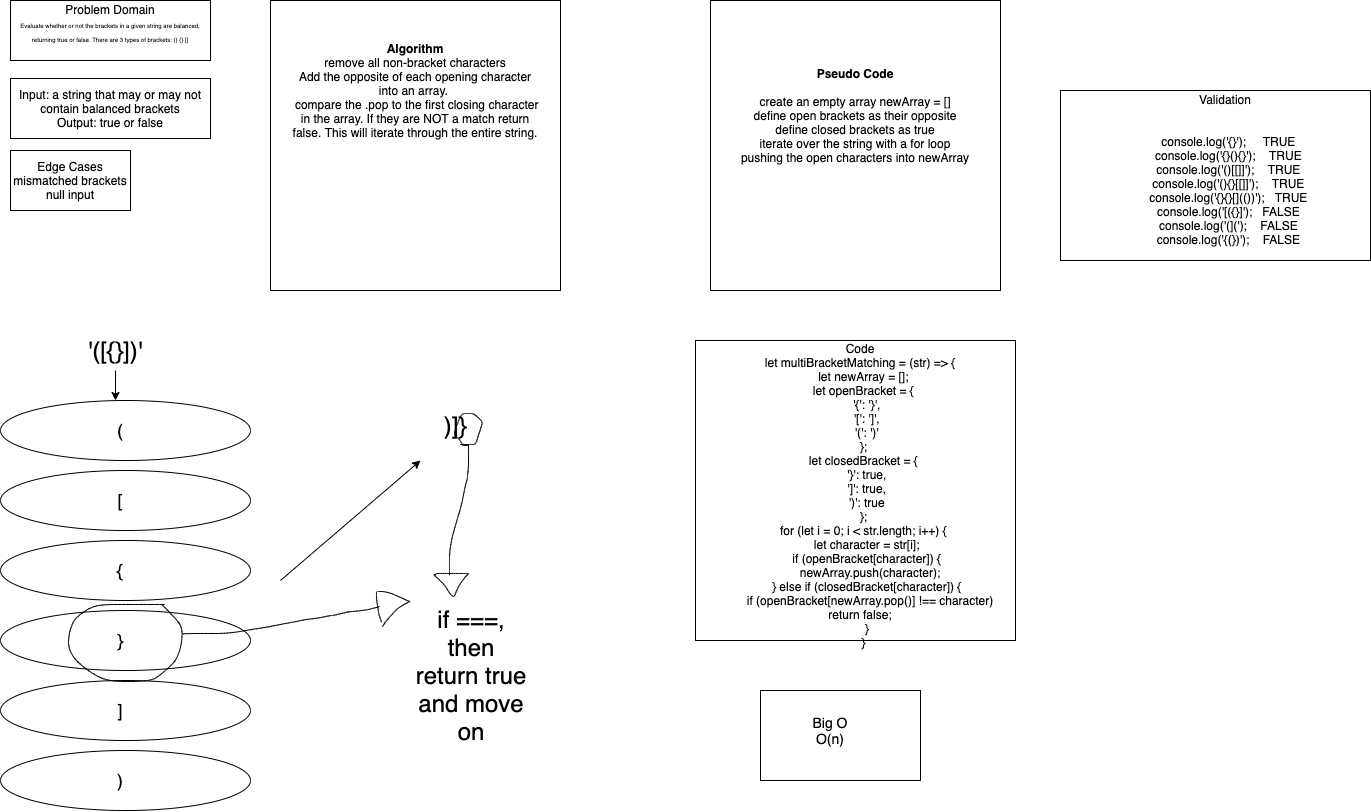 Problem Domain
Evaluate whether or not the brackets in a given string are balanced,
returning true or false. There are 3 types of brackets: () {} []
Input: a string that may or may not
contain balanced brackets
Output: true or false
Edge Cases
mismatched brackets
null input
Algorithm
remove all non-bracket characters
Add the opposite of each opening character
into an array.
compare the .pop to the first closing character
in the array. If they are NOT a match return
false. This will iterate through the entire string.
Pseudo Code
create an empty array newArray = []
define open brackets as their opposite
define closed brackets as true
iterate over the string with a for loop
pushing the open characters into newArray
Validation
console.log('{}'); TRUE
console.log('{}(){}'); TRUE
console.log('()[[]]'); TRUE
console.log('(){}[[]]'); TRUE
console.log('{}{}[](())'); TRUE
console.log('[({}]'); FALSE
console.log('(]('); FALSE
console.log('{(})'); FALSE
'([{}])'
(
[
{
}
]
)
)]}
if ===,
then
return true
and move
on
Code
let multiBracketMatching = (str) => {
let newArray = [];
let openBracket = {
'{': '}',
'[': ']',
'(': ')'
};
let closedBracket = {
'}': true,
']': true,
')': true
};
for (let i = 0; i < str.length; i++) {
let character = str[i];
if (openBracket[character]) {
newArray.push(character);
} else if (closedBracket[character]) {
if (openBracket[newArray.pop()] !== character)
return false;
}
}
Big O
O(n)